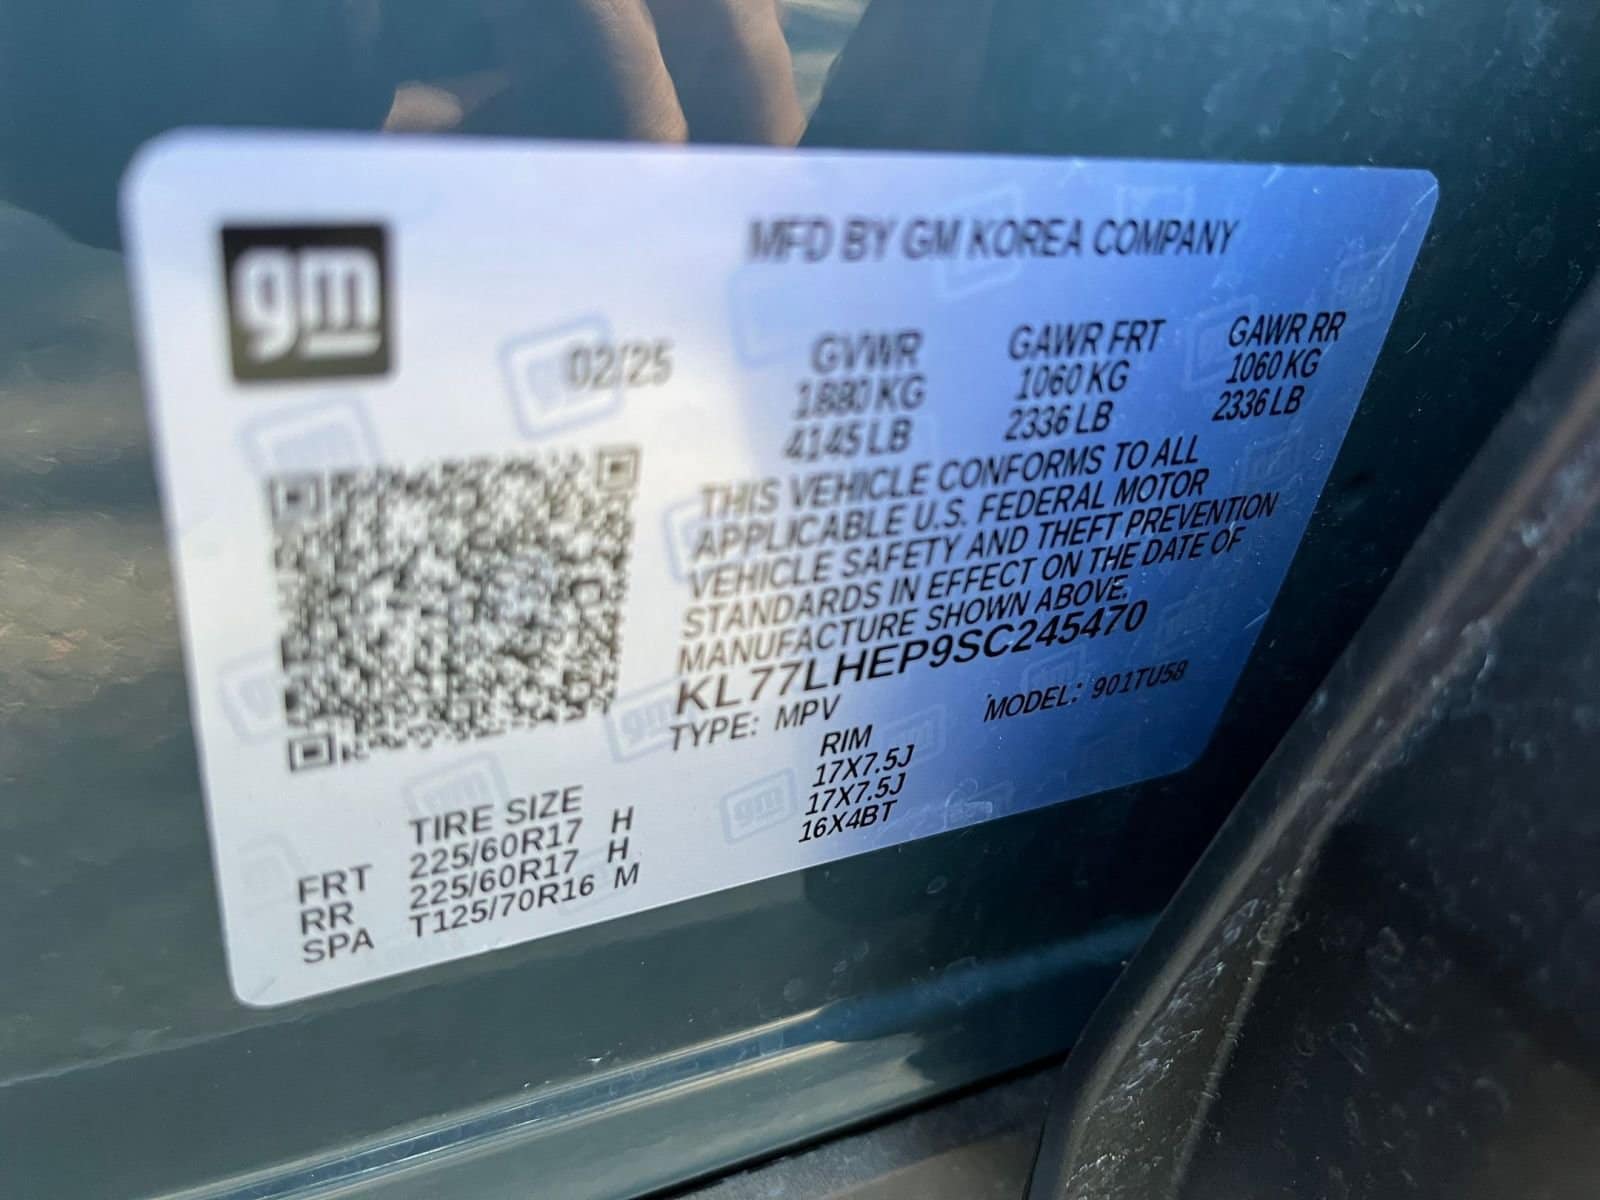 gm
MFD BY GM KOREA COMPANY
02/25
GVWR GAWR FRT GAWR RR
1880 KG 1060 KG 1060 KG
4145 LB 2336 LB 2336 LB
THIS VEHICLE CONFORMS TO ALL
APPLICABLE U.S. FEDERAL MOTOR
VEHICLE SAFETY AND THEFT PREVENTION
STANDARDS IN EFFECT ON THE DATE OF
MANUFACTURE SHOWN ABOVE.
KL77LHEP9SC245470
TYPE: MPV MODEL: 901TU58
TIRE SIZE RIM
FRT 225/60R17 H 17X7.5J
RR 225/60R17 H 17X7.5J
SPA T125/70R16 M 16X4BT